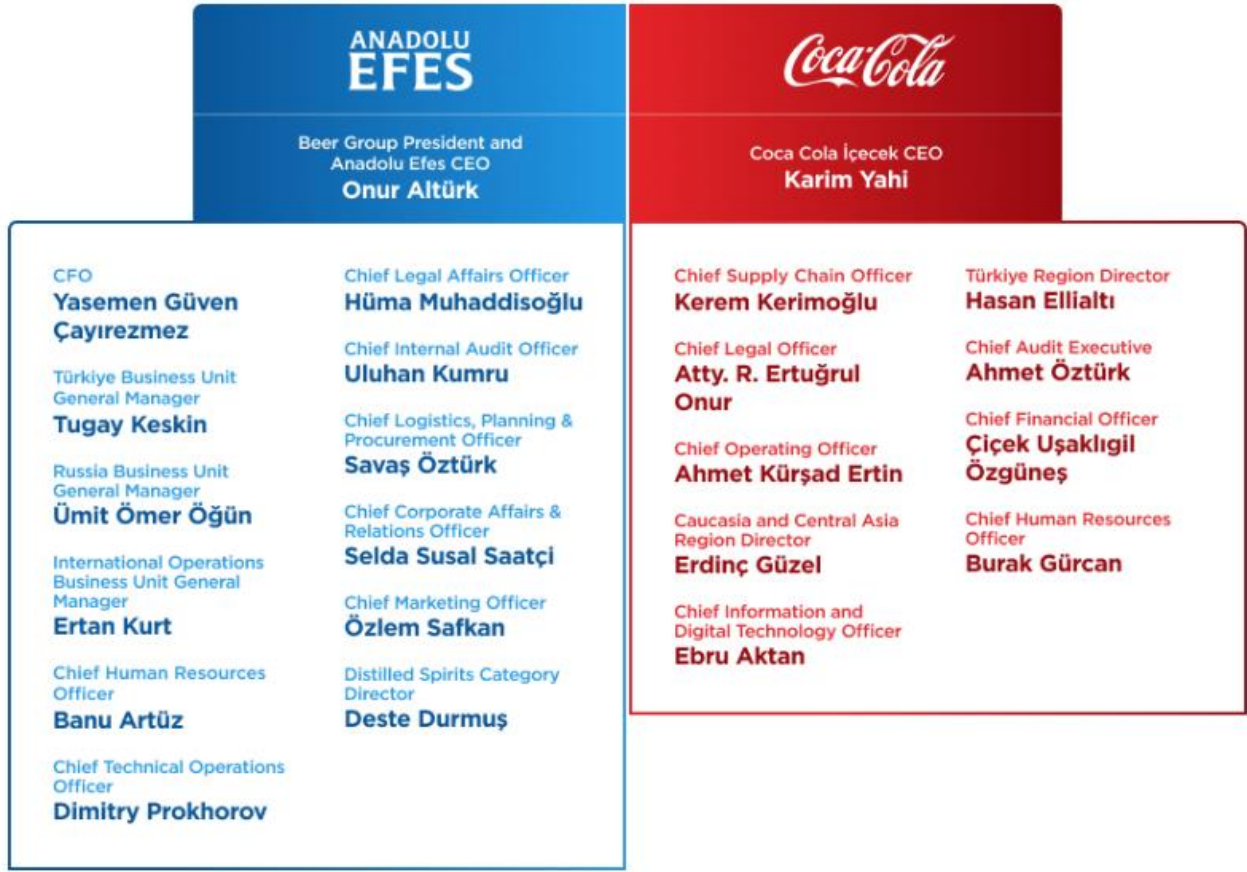 ANADOLU
EFES
Beer Group President and
Anadolu Efes CEO
Onur Altürk
CFO
Yasemen Güven
Çayırezmez
Türkiye Business Unit
General Manager
Tugay Keskin
Russia Business Unit
General Manager
Ümit Ömer Öğün
International Operations
Business Unit General
Manager
Ertan Kurt
Chief Human Resources
Officer
Banu Artüz
Chief Technical Operations
Officer
Dimitry Prokhorov
Chief Legal Affairs Officer
Hüma Muhaddisoğlu
Chief Internal Audit Officer
Uluhan Kumru
Chief Logistics, Planning &
Procurement Officer
Savaş Öztürk
Chief Corporate Affairs &
Relations Officer
Selda Susal Saatçi
Chief Marketing Officer
Özlem Safkan
Distilled Spirits Category
Director
Deste Durmuş
Coca-Cola
Coca Cola İçecek CEO
Karim Yahi
Chief Supply Chain Officer
Kerem Kerimoğlu
Chief Legal Officer
Atty. R. Ertuğrul
Onur
Chief Operating Officer
Ahmet Kürşad Ertin
Caucasia and Central Asia
Region Director
Erdinç Güzel
Chief Information and
Digital Technology Officer
Ebru Aktan
Türkiye Region Director
Hasan Ellialtı
Chief Audit Executive
Ahmet Öztürk
Chief Financial Officer
Çiçek Uşaklıgil
Özgüneş
Chief Human Resources
Officer
Burak Gürcan